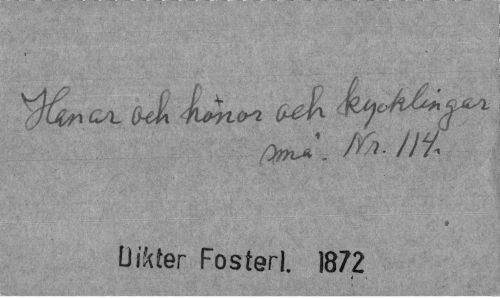 Hanar och hönor och kycklingar
små. Nr. 114.
Dikter Fosterl. 1872